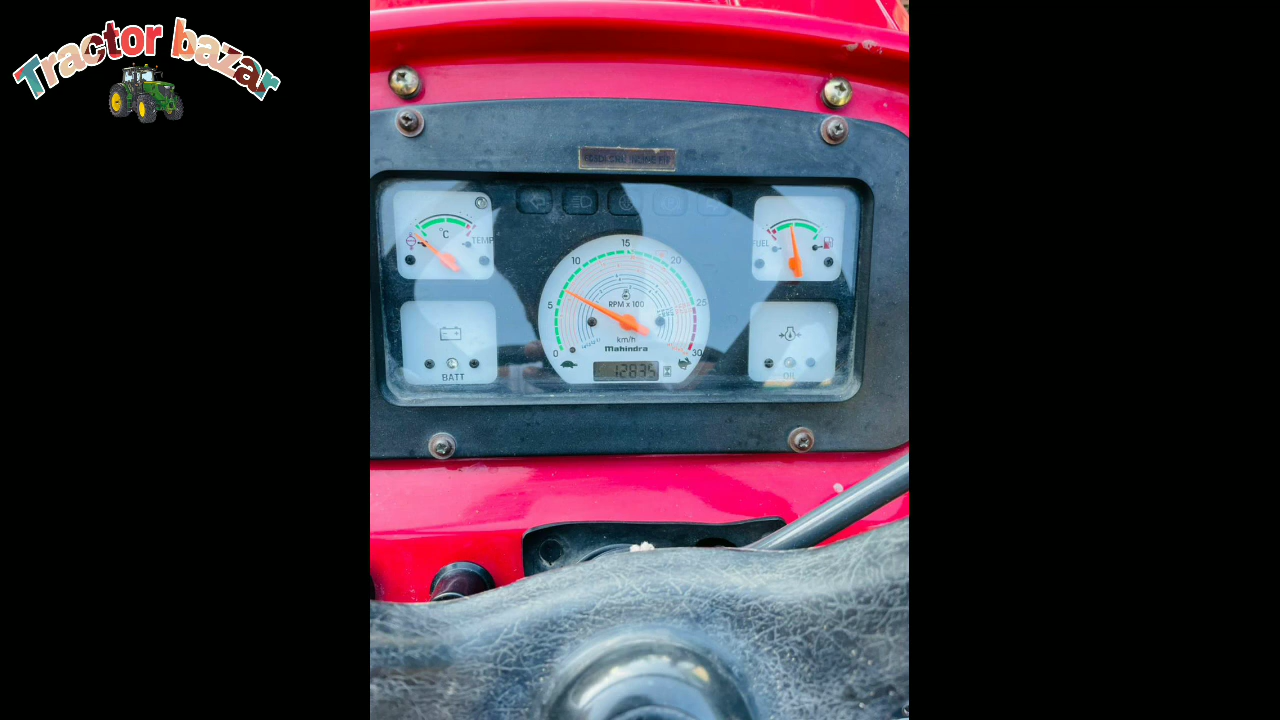 Tractor bazar
°C
TEMP
FUEL
15
10
20
5
25
RPM x 100
km/h
Mahindra
0
30
12835
BATT
OIL